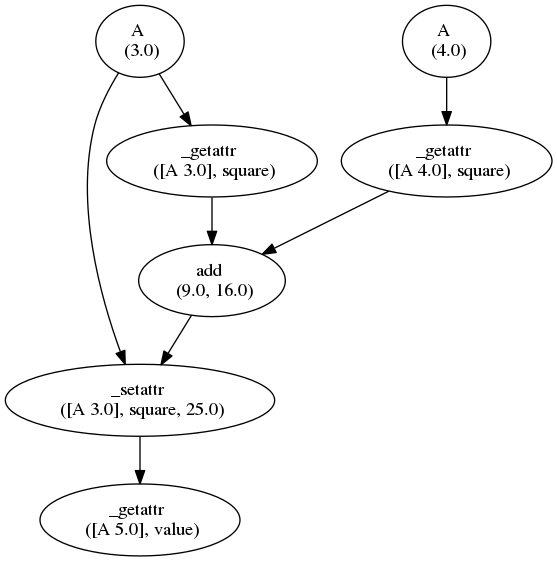 A
(3.0)
A
(4.0)
_getattr
([A 3.0], square)
_getattr
([A 4.0], square)
add
(9.0, 16.0)
_setattr
([A 3.0], square, 25.0)
_getattr
([A 5.0], value)